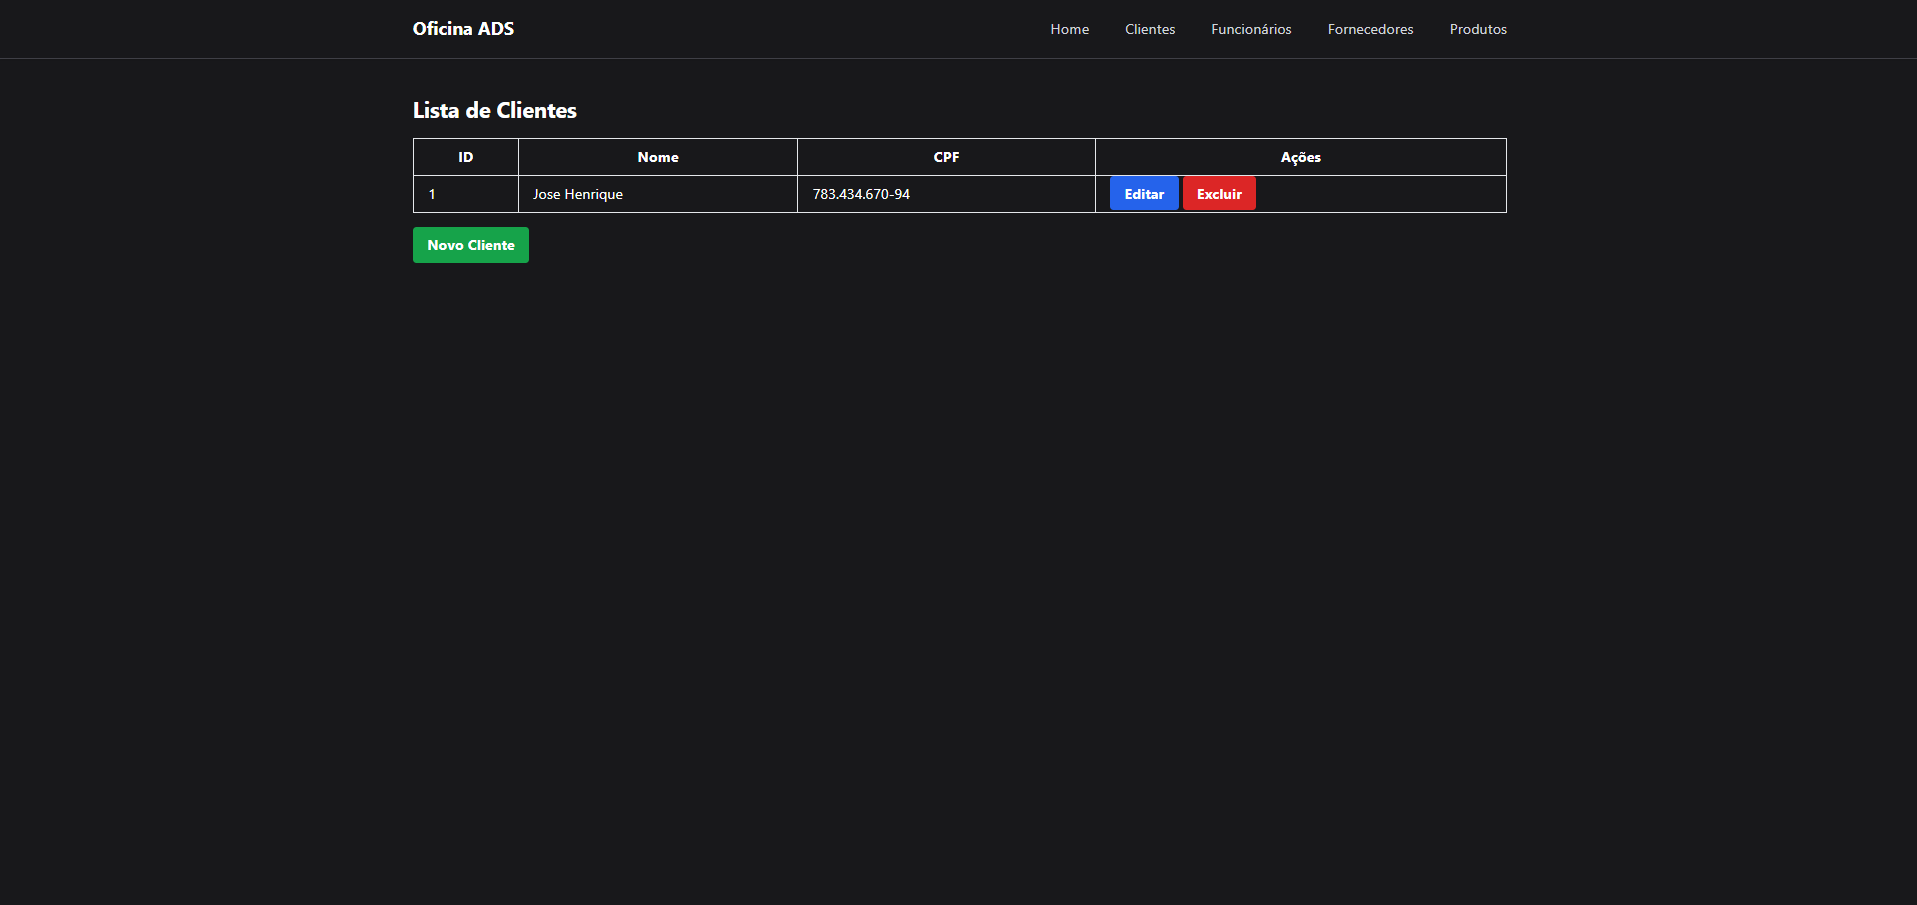 Oficina ADS Home Clientes Funcionários Fornecedores Produtos
Lista de Clientes
ID Nome CPF Ações
1 Jose Henrique 783.434.670-94 Editar Excluir
Novo Cliente